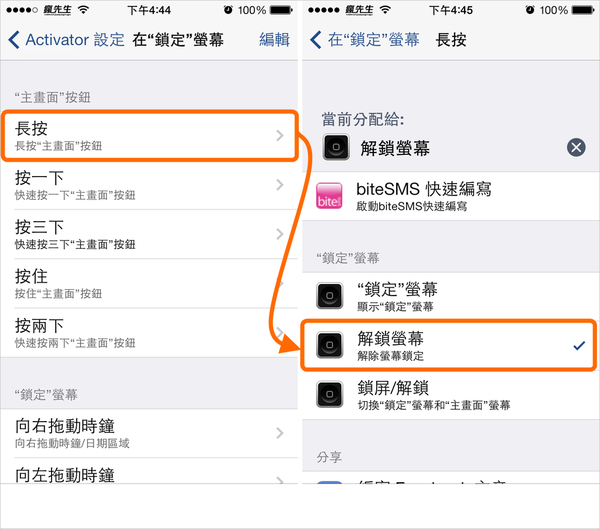 瘋先生
下午4:44
100%
Activator 設定
在“鎖定”螢幕
編輯
“主畫面”按鈕
長按
長按“主畫面”按鈕
按一下
快速按一下“主畫面”按鈕
按三下
快速按三下“主畫面”按鈕
按住
按住“主畫面”按鈕
按兩下
快速按兩下“主畫面”按鈕
“鎖定”螢幕
向右拖動時鐘
向右拖動時鐘/日期區域
向左拖動時鐘
瘋先生
下午4:45
100%
在“鎖定”螢幕
長按
當前分配給:
解鎖螢幕
bite
biteSMS 快速編寫
啟動biteSMS快速編寫
“鎖定”螢幕
“鎖定”螢幕
顯示“鎖定”螢幕
解鎖螢幕
解除螢幕鎖定
鎖屏/解鎖
切換“鎖定”螢幕和“主畫面”螢幕
分享